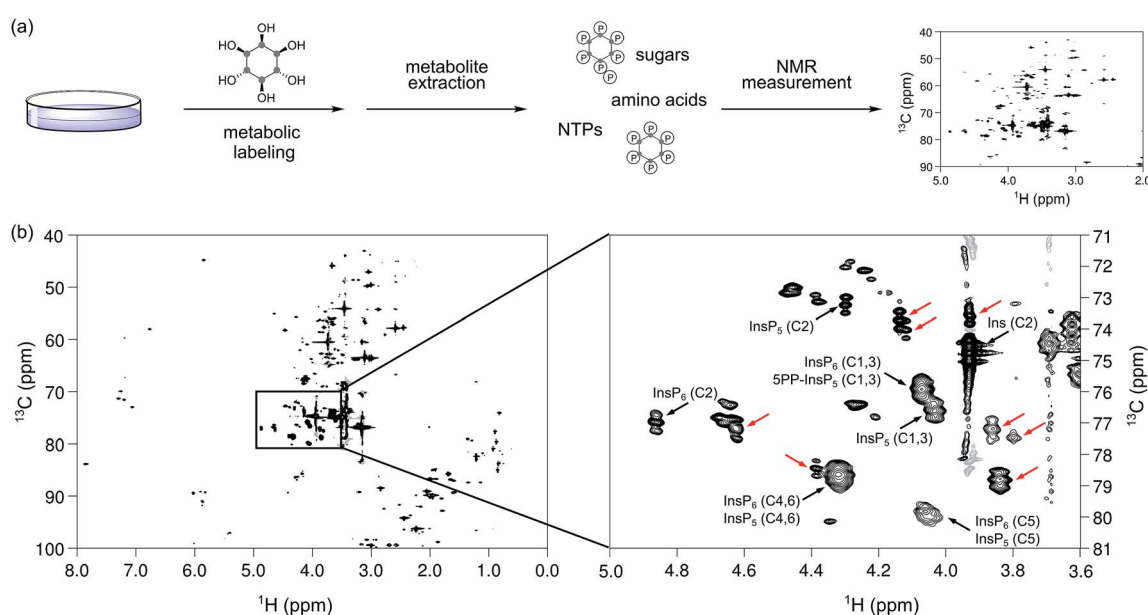 (a)
OH
HO OH
HO OH
OH
metabolic
labeling
metabolite
extraction
P
P P
P P
P
P
sugars
amino acids
NTPs
P
P P
P P
P
NMR
measurement
40
50
60
70
80
90
¹³C (ppm)
5.0 4.0 3.0 2.0
¹H (ppm)
(b)
40
50
60
70
80
90
100
¹³C (ppm)
8.0 7.0 6.0 5.0 4.0 3.0 2.0 1.0 0.0
¹H (ppm)
InsP₅ (C2)
Ins (C2)
InsP₆ (C1,3)
5PP-InsP₅ (C1,3)
InsP₆ (C2)
InsP₅ (C1,3)
InsP₆ (C4,6)
InsP₅ (C4,6)
InsP₆ (C5)
InsP₅ (C5)
71
72
73
74
75
76
77
78
79
80
81
¹³C (ppm)
5.0 4.8 4.6 4.4 4.2 4.0 3.8 3.6
¹H (ppm)